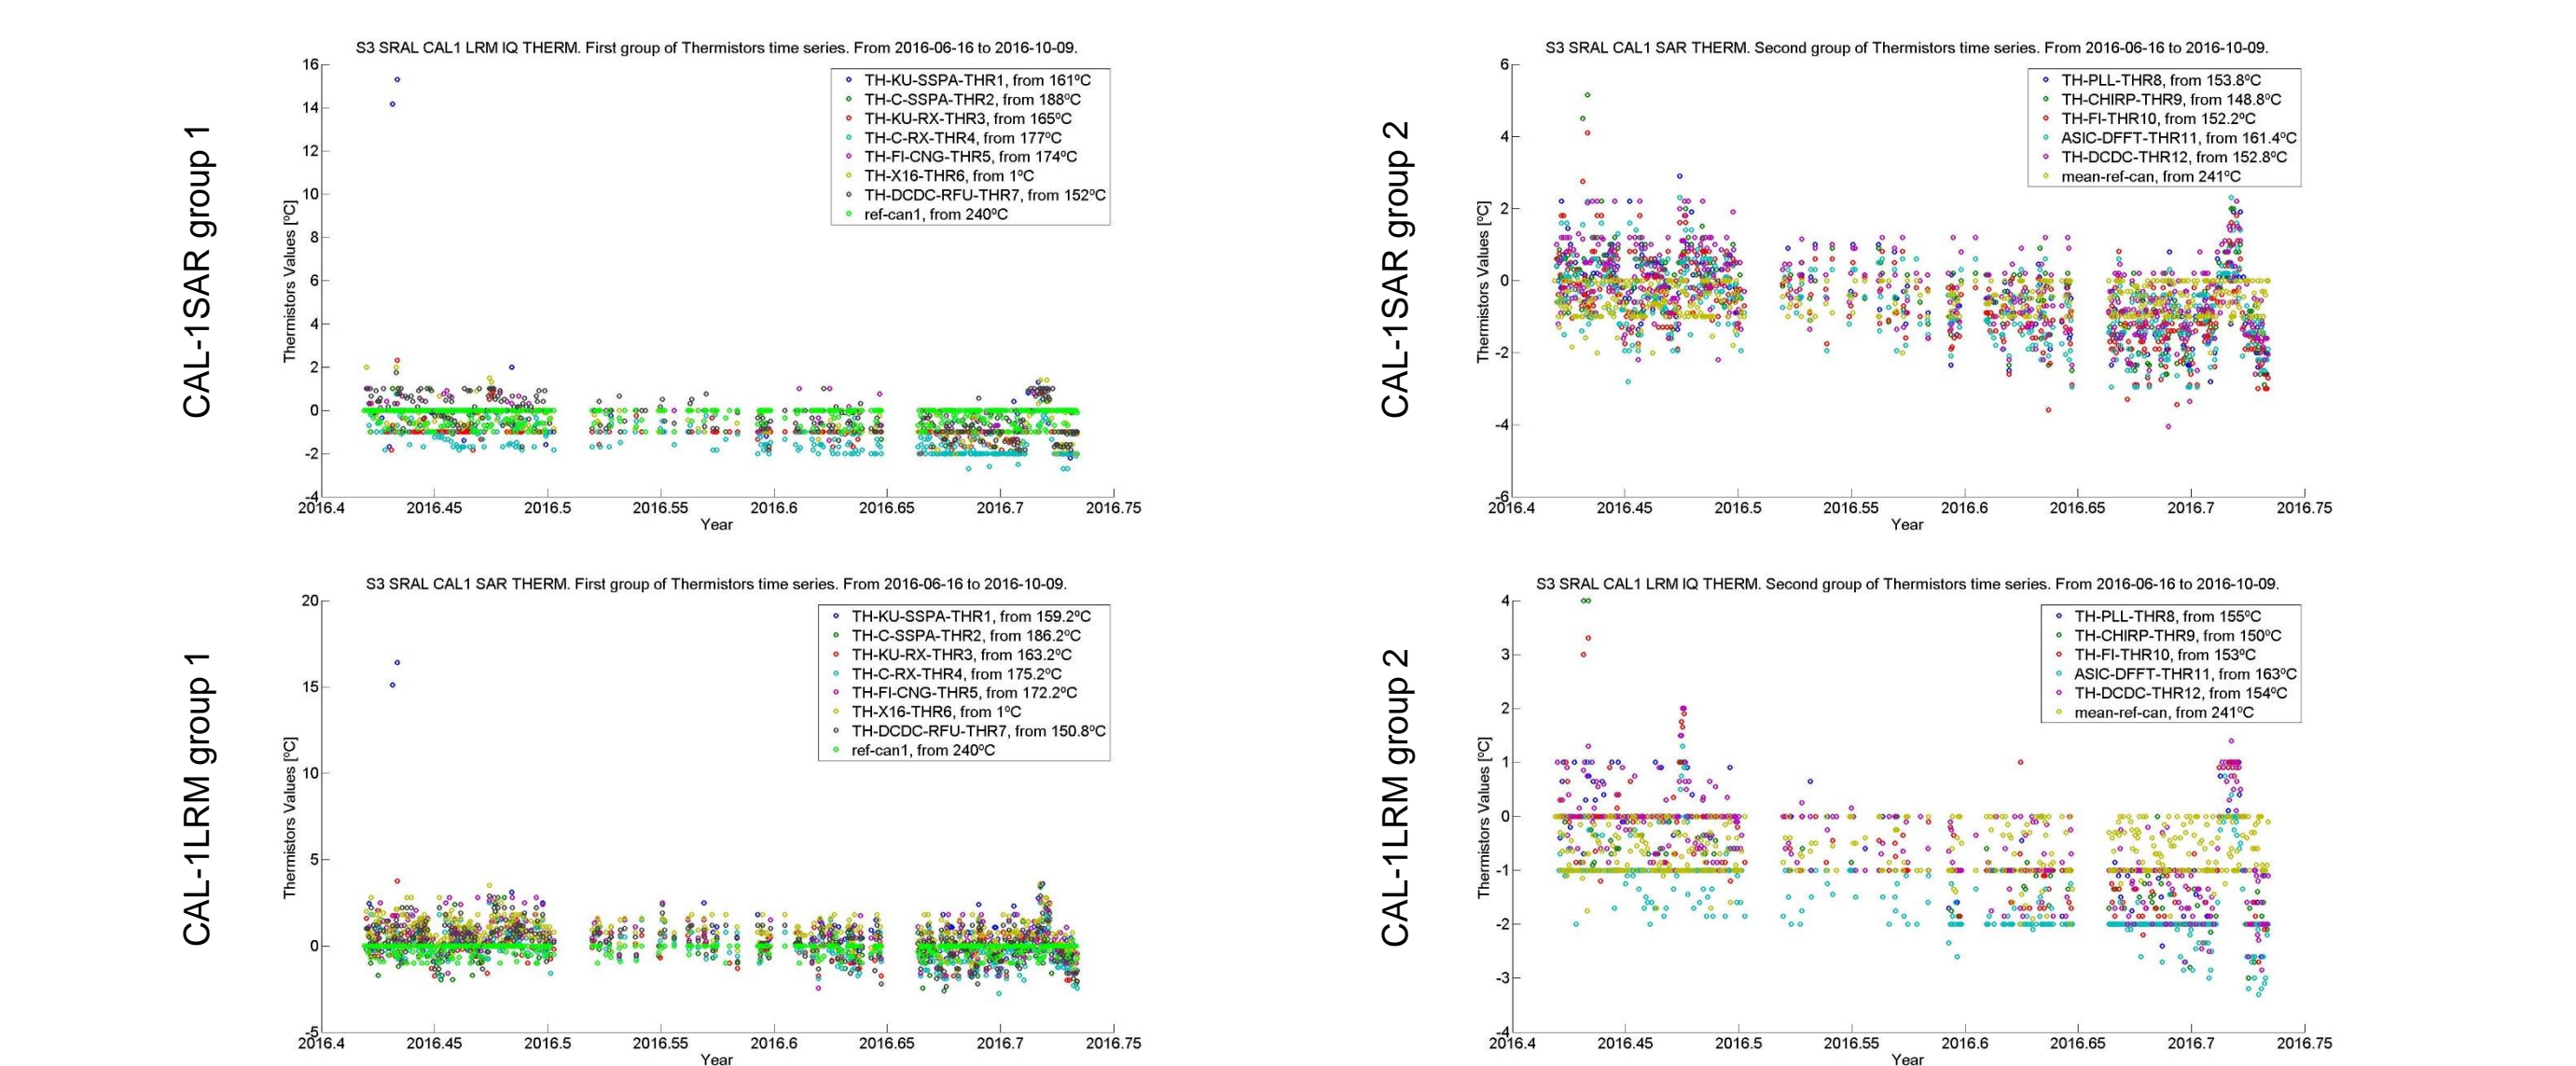 CAL-1SAR group 1
S3 SRAL CAL1 LRM IQ THERM. First group of Thermistors time series. From 2016-06-16 to 2016-10-09.
Thermistors Values [ºC]
16
14
12
10
8
6
4
2
0
-2
-4
TH-KU-SSPA-THR1, from 161ºC
TH-C-SSPA-THR2, from 188ºC
TH-KU-RX-THR3, from 165ºC
TH-C-RX-THR4, from 177ºC
TH-FI-CNG-THR5, from 174ºC
TH-X16-THR6, from 1ºC
TH-DCDC-RFU-THR7, from 152ºC
ref-can1, from 240ºC
2016.4 2016.45 2016.5 2016.55 2016.6 2016.65 2016.7 2016.75
Year
CAL-1SAR group 2
S3 SRAL CAL1 SAR THERM. Second group of Thermistors time series. From 2016-06-16 to 2016-10-09.
Thermistors Values [ºC]
6
4
2
0
-2
-4
-6
TH-PLL-THR8, from 153.8ºC
TH-CHIRP-THR9, from 148.8ºC
TH-FI-THR10, from 152.2ºC
ASIC-DFFT-THR11, from 161.4ºC
TH-DCDC-THR12, from 152.8ºC
mean-ref-can, from 241ºC
2016.4 2016.45 2016.5 2016.55 2016.6 2016.65 2016.7 2016.75
Year
CAL-1LRM group 1
S3 SRAL CAL1 SAR THERM. First group of Thermistors time series. From 2016-06-16 to 2016-10-09.
Thermistors Values [ºC]
20
15
10
5
0
-5
TH-KU-SSPA-THR1, from 159.2ºC
TH-C-SSPA-THR2, from 186.2ºC
TH-KU-RX-THR3, from 163.2ºC
TH-C-RX-THR4, from 175.2ºC
TH-FI-CNG-THR5, from 172.2ºC
TH-X16-THR6, from 1ºC
TH-DCDC-RFU-THR7, from 150.8ºC
ref-can1, from 240ºC
2016.4 2016.45 2016.5 2016.55 2016.6 2016.65 2016.7 2016.75
Year
CAL-1LRM group 2
S3 SRAL CAL1 LRM IQ THERM. Second group of Thermistors time series. From 2016-06-16 to 2016-10-09.
Thermistors Values [ºC]
4
3
2
1
0
-1
-2
-3
-4
TH-PLL-THR8, from 155ºC
TH-CHIRP-THR9, from 150ºC
TH-FI-THR10, from 153ºC
ASIC-DFFT-THR11, from 163ºC
TH-DCDC-THR12, from 154ºC
mean-ref-can, from 241ºC
2016.4 2016.45 2016.5 2016.55 2016.6 2016.65 2016.7 2016.75
Year